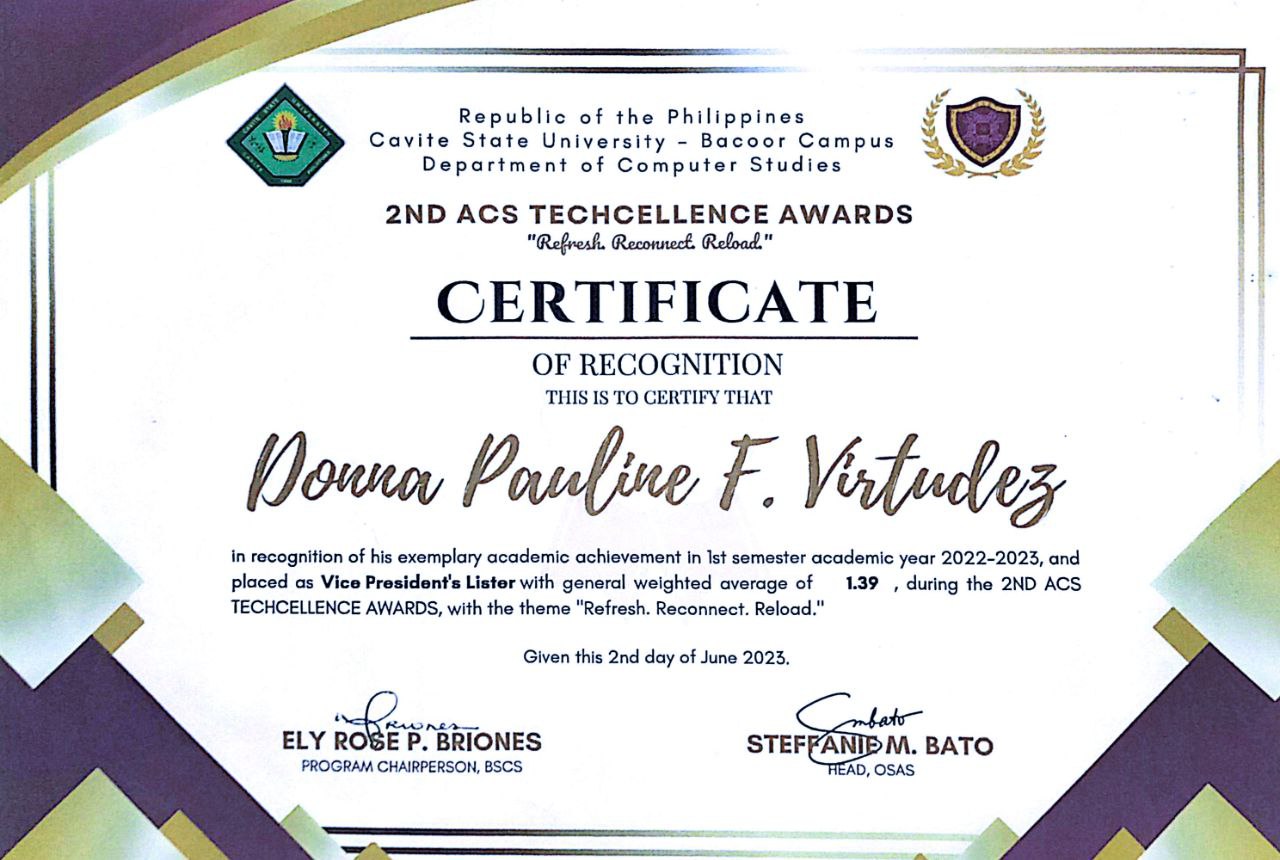 Republic of the Philippines
Cavite State University - Bacoor Campus
Department of Computer Studies
2ND ACS TECHCELLENCE AWARDS
"Refresh. Reconnect. Reload."
CERTIFICATE
OF RECOGNITION
THIS IS TO CERTIFY THAT
Donna Pauline F. Virtudez
in recognition of his exemplary academic achievement in 1st semester academic year 2022-2023, and
placed as Vice President's Lister with general weighted average of 1.39 , during the 2ND ACS
TECHCELLENCE AWARDS, with the theme "Refresh. Reconnect. Reload."
Given this 2nd day of June 2023.
ELY ROSE P. BRIONES
PROGRAM CHAIRPERSON, BSCS
STEFFANIE M. BATO
HEAD, OSAS